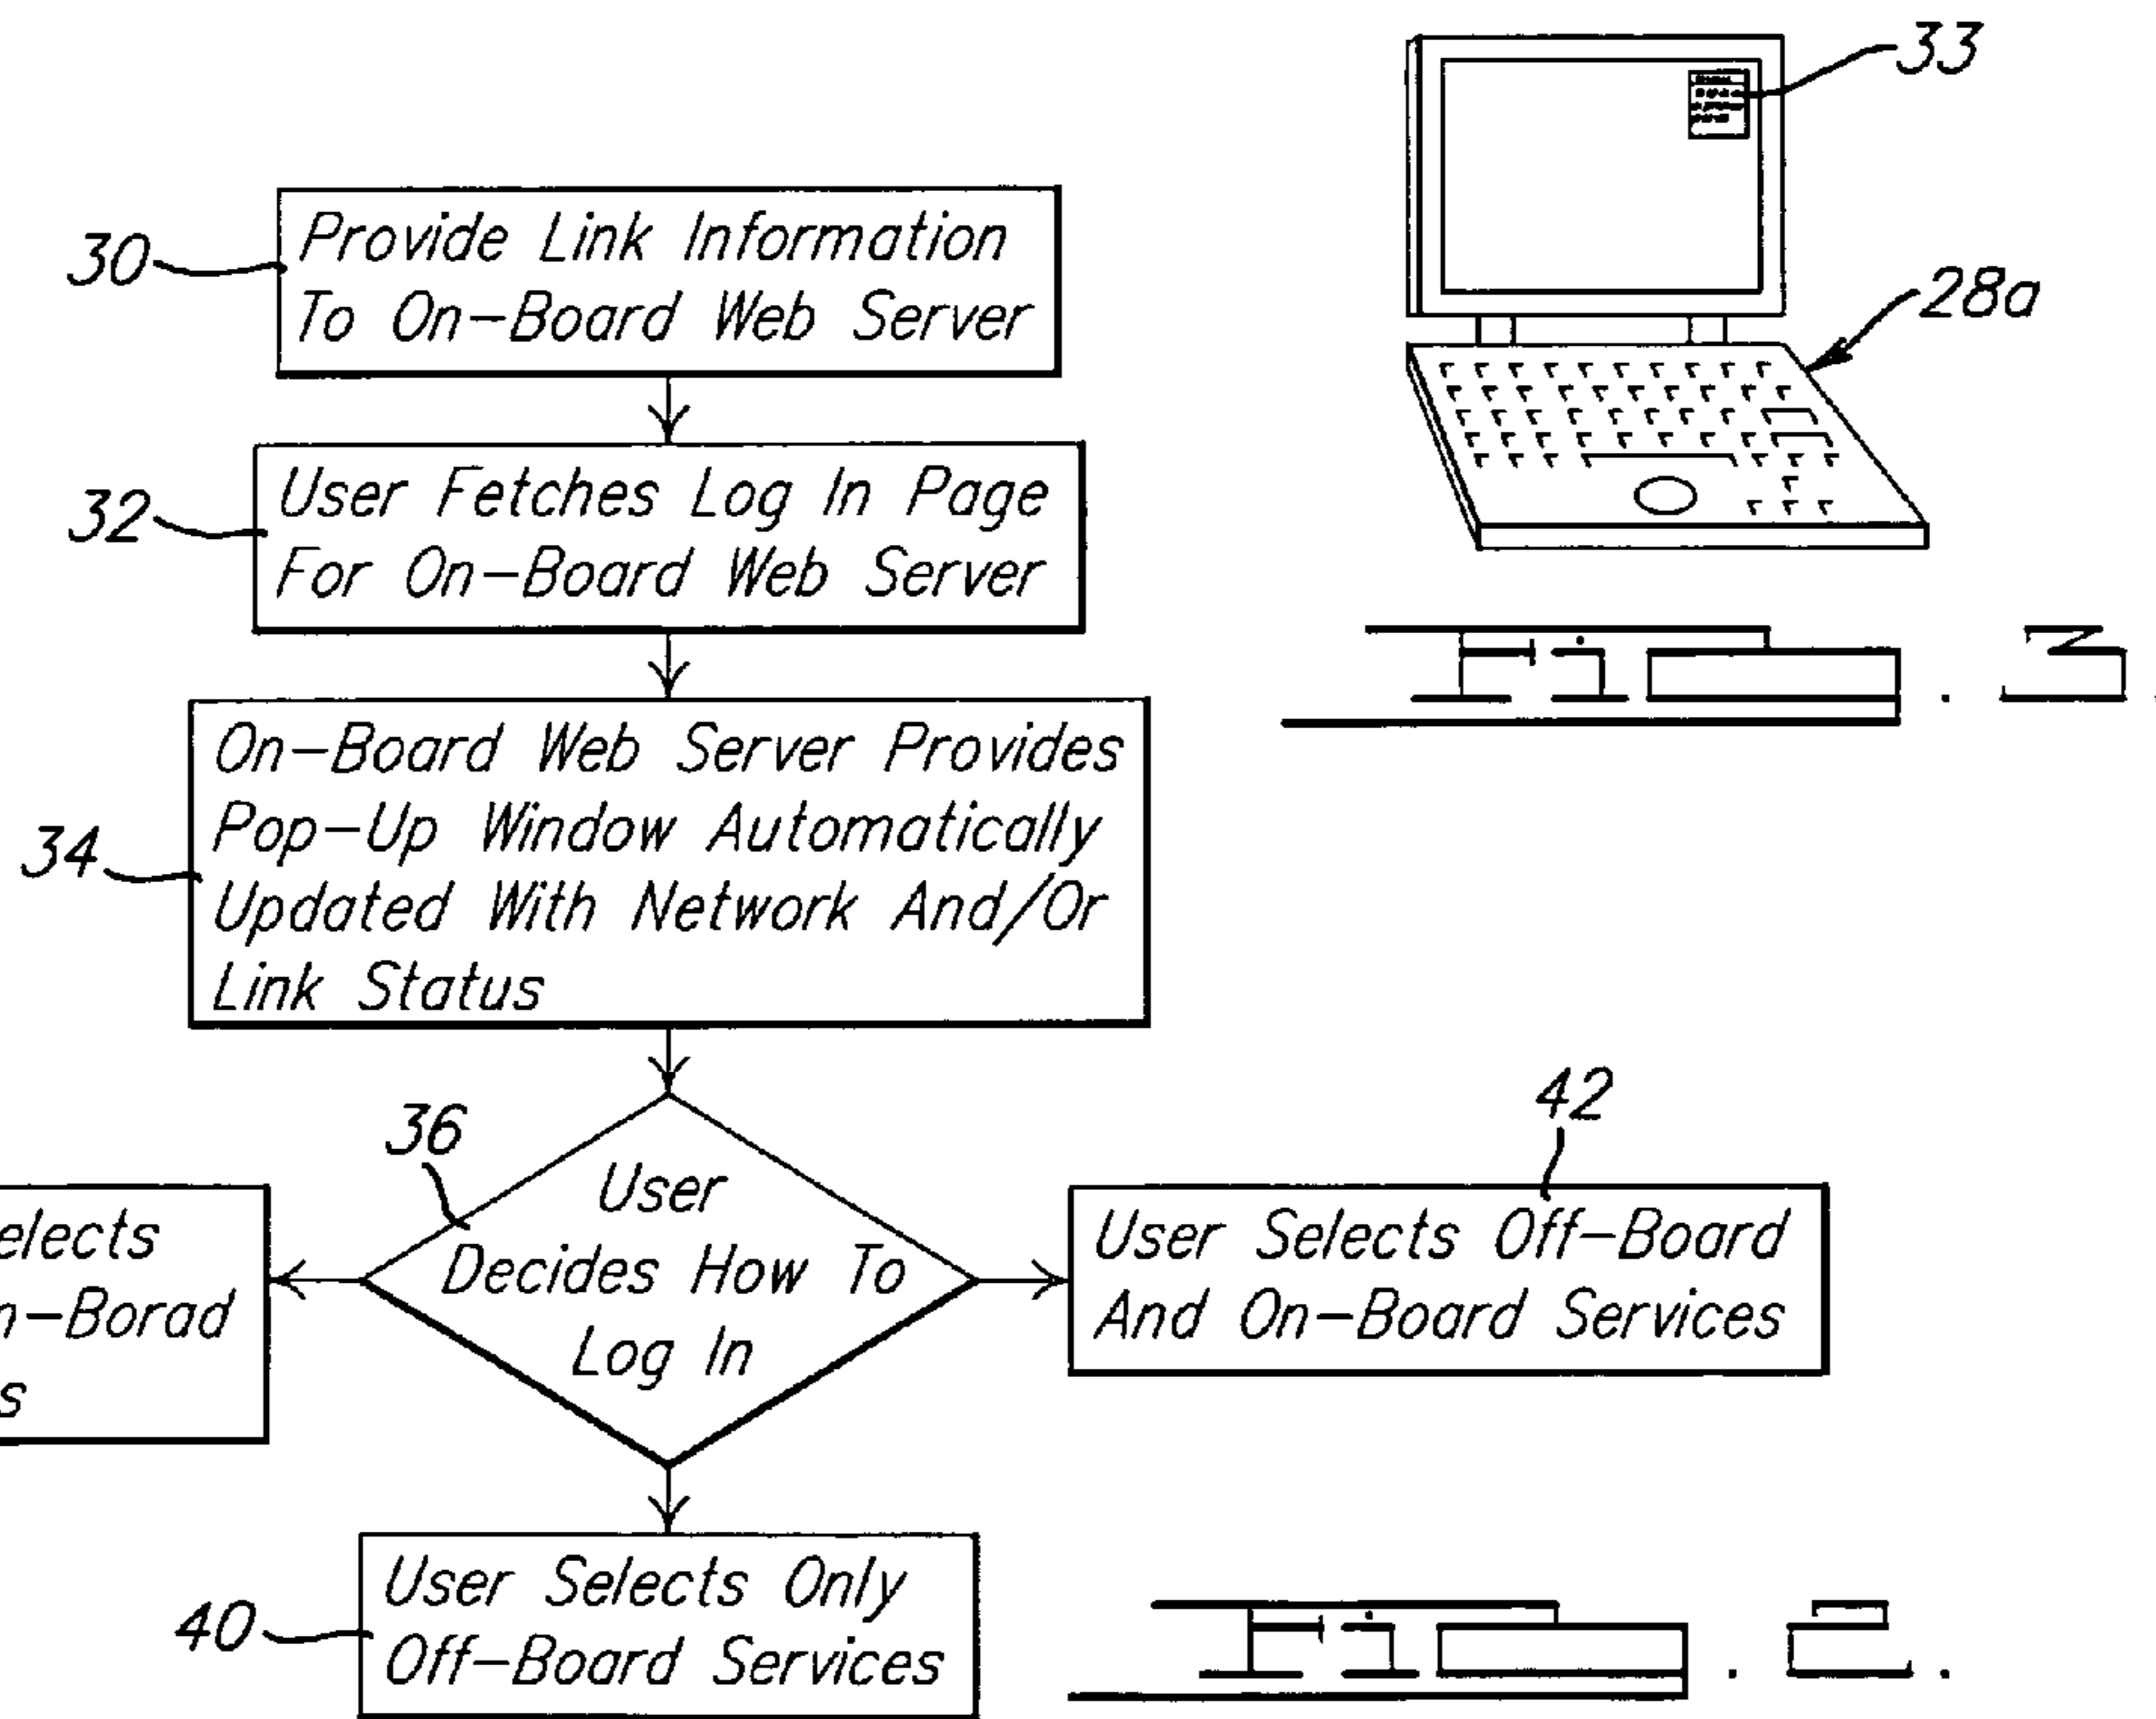 33
28a
Fig. 3.
30
Provide Link Information
To On-Board Web Server
32
User Fetches Log In Page
For On-Board Web Server
34
On-Board Web Server Provides
Pop-Up Window Automatically
Updated With Network And/Or
Link Status
36
User
Decides How To
Log In
elects
n-Borad
s
42
User Selects Off-Board
And On-Board Services
40
User Selects Only
Off-Board Services
Fig. 2.